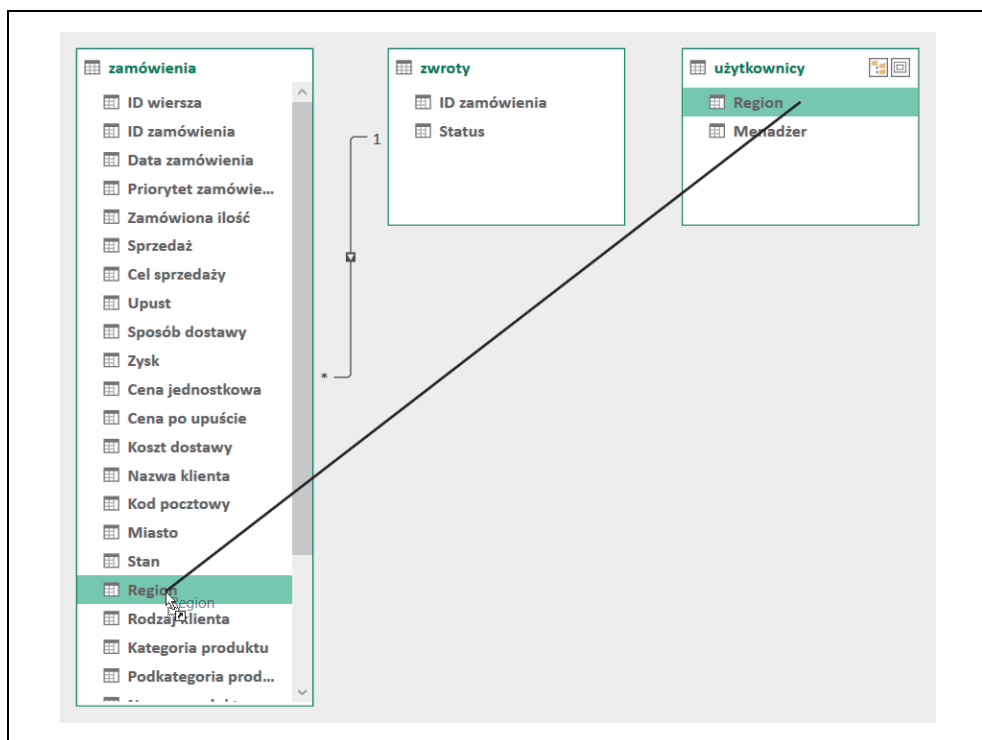 zamówienia
ID wiersza
ID zamówienia
Data zamówienia
Priorytet zamówie...
Zamówiona ilość
Sprzedaż
Cel sprzedaży
Upust
Sposób dostawy
Zysk
Cena jednostkowa
Cena po upuście
Koszt dostawy
Nazwa klienta
Kod pocztowy
Miasto
Stan
Region
Region
Rodzaj klienta
Kategoria produktu
Podkategoria prod...
1
*
zwroty
ID zamówienia
Status
użytkownicy
Region
Menadżer